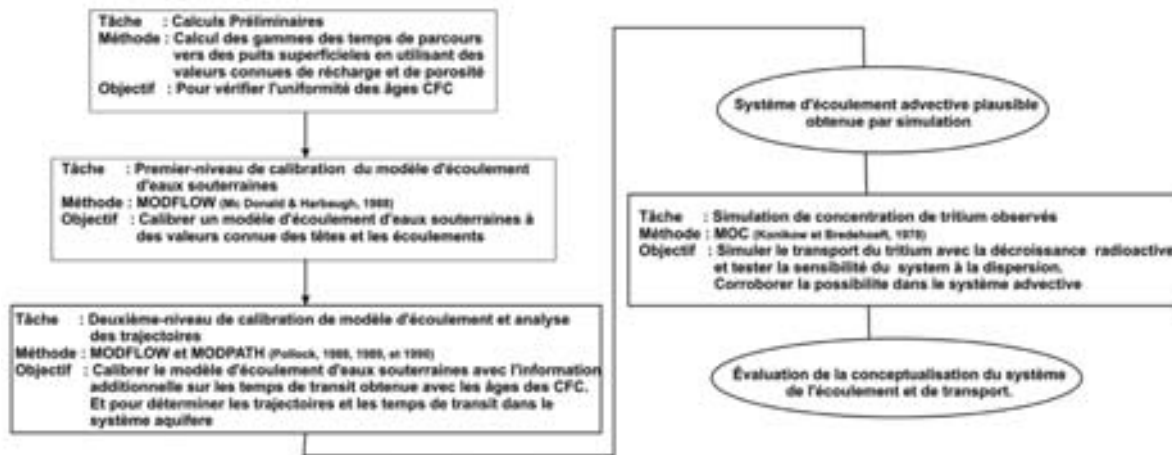 Tâche : Calculs Préliminaires
Méthode : Calcul des gammes des temps de parcours
vers des puits superficieles en utilisant des
valeurs connues de récharge et de porosité
Objectif : Pour vérifier l'uniformité des âges CFC
Tâche : Premier-niveau de calibration du modèle d'écoulement
d'eaux souterraines
Méthode : MODFLOW (Mc Donald & Harbaugh, 1988)
Objectif : Calibrer un modèle d'écoulement d'eaux souterraines à
des valeurs connue des têtes et les écoulements
Tâche : Deuxième-niveau de calibration de modèle d'écoulement et analyse
des trajectoires
Méthode : MODFLOW et MODPATH (Pollock, 1988, 1989, et 1990)
Objectif : Calibrer le modèle d'écoulement d'eaux souterraines avec l'information
additionnelle sur les temps de transit obtenue avec les âges des CFC.
Et pour déterminer les trajectoires et les temps de transit dans le
système aquifere
Système d'écoulement advective plausible
obtenue par simulation
Tâche : Simulation de concentration de tritium observés
Méthode : MOC (Konikow et Bredehoeft, 1978)
Objectif : Simuler le transport du tritium avec la décroissance radioactive
et tester la sensibilité du system à la dispersion.
Corroborer la possibilite dans le système advective
Évaluation de la conceptualisation du système
de l'écoulement et de transport.